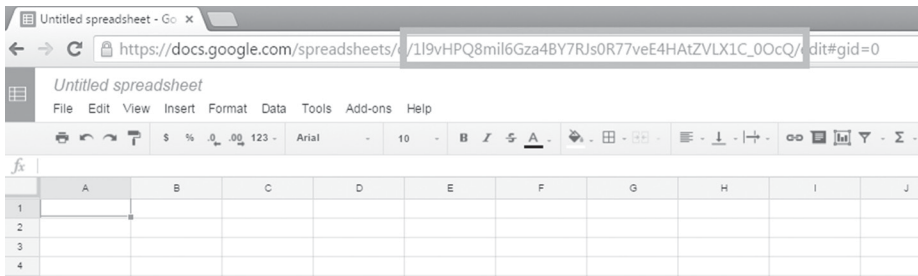 Untitled spreadsheet - Go ×
https://docs.google.com/spreadsheets/d/1l9vHPQ8mil6Gza4BY7RJs0R77veE4HAtZVLX1C_0OcQ/edit#gid=0
Untitled spreadsheet
File Edit View Insert Format Data Tools Add-ons Help
$ % .0 .00 123 Arial 10 B I S A Σ
fx
A B C D E F G H I J
1
2
3
4